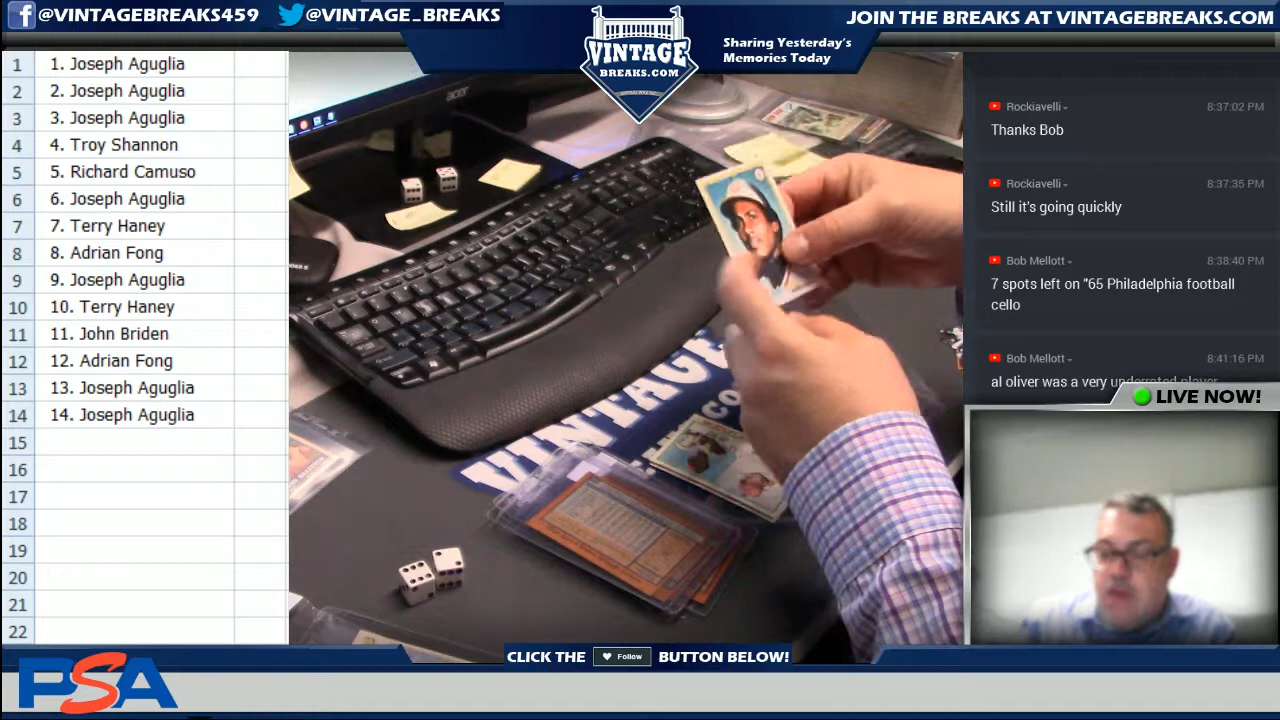 @VINTAGEBREAKS459
@VINTAGE_BREAKS
VINTAGE
BREAKS.COM
Sharing Yesterday's
Memories Today
JOIN THE BREAKS AT VINTAGEBREAKS.COM
1 1. Joseph Aguglia
2 2. Joseph Aguglia
3 3. Joseph Aguglia
4 4. Troy Shannon
5 5. Richard Camuso
6 6. Joseph Aguglia
7 7. Terry Haney
8 8. Adrian Fong
9 9. Joseph Aguglia
10 10. Terry Haney
11 11. John Briden
12 12. Adrian Fong
13 13. Joseph Aguglia
14 14. Joseph Aguglia
15
16
17
18
19
20
21
22
acer
VINTAGE
Rockiavelli 8:37:02 PM
Thanks Bob
Rockiavelli 8:37:35 PM
Still it's going quickly
Bob Mellott 8:38:40 PM
7 spots left on "65 Philadelphia football
cello
Bob Mellott 8:41:16 PM
al oliver was a very underrated player
LIVE NOW!
CLICK THE Follow BUTTON BELOW!
PSA